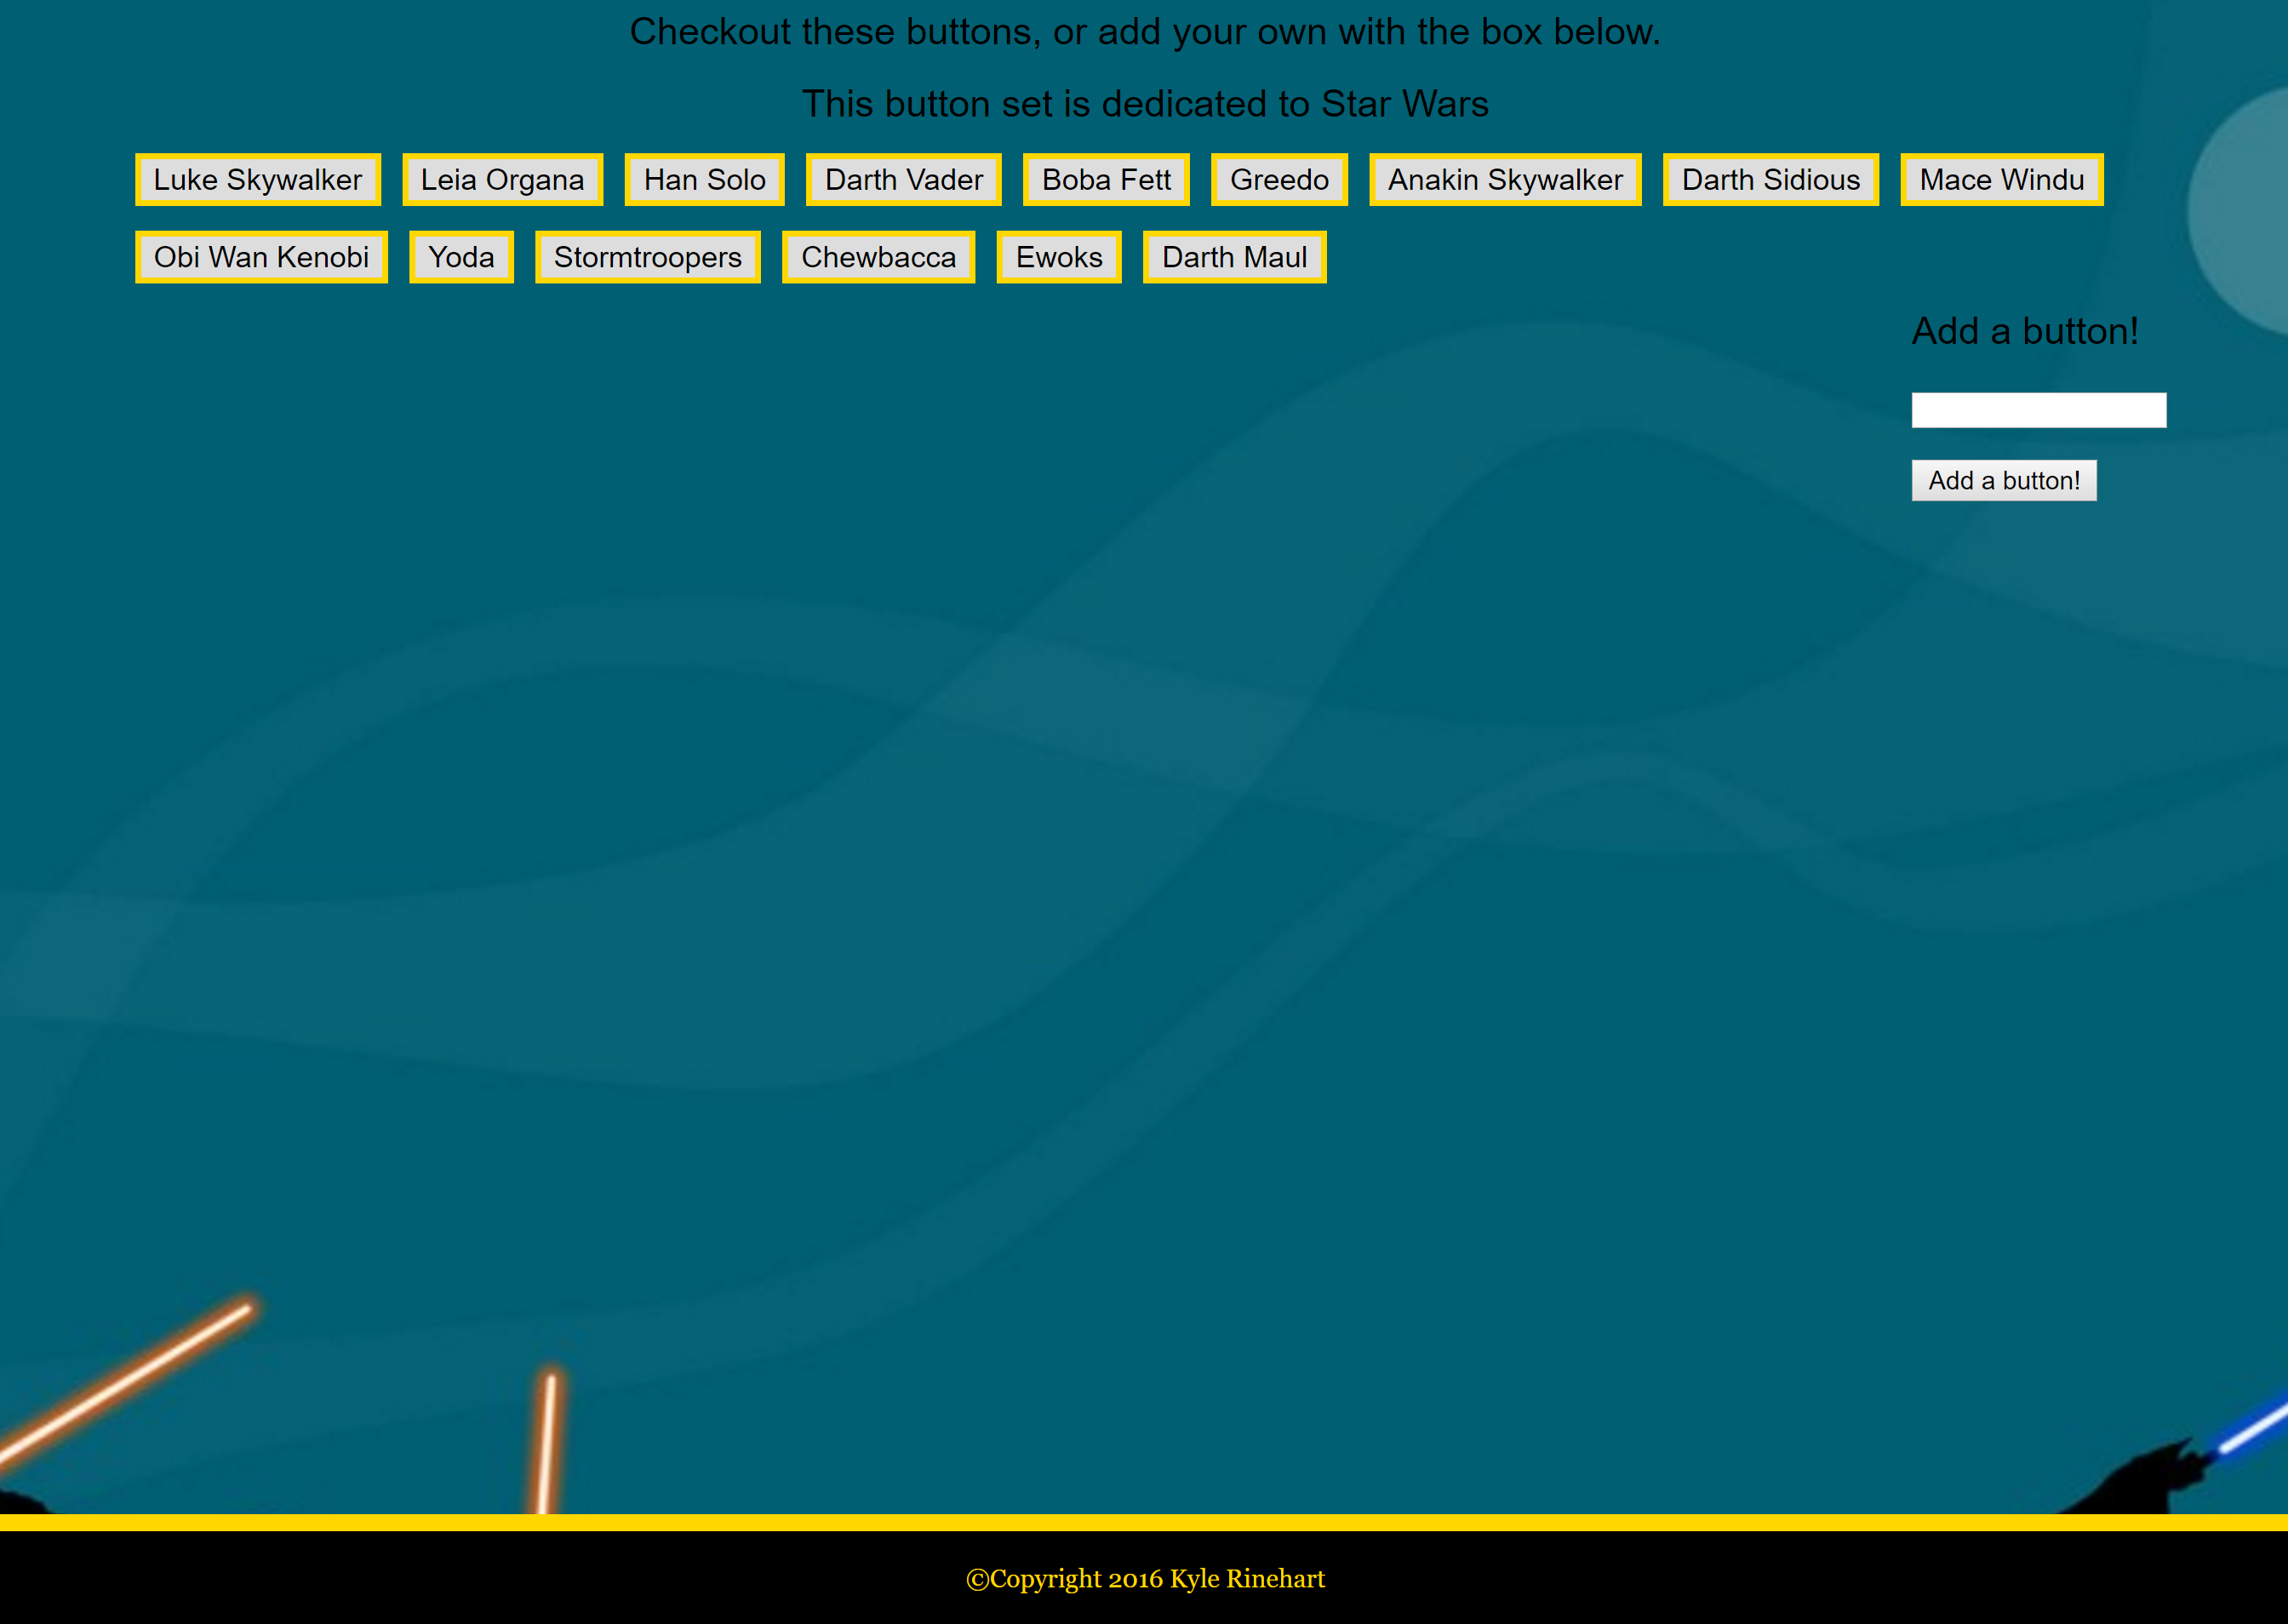 Checkout these buttons, or add your own with the box below.
This button set is dedicated to Star Wars
Luke Skywalker Leia Organa Han Solo Darth Vader Boba Fett Greedo Anakin Skywalker Darth Sidious Mace Windu
Obi Wan Kenobi Yoda Stormtroopers Chewbacca Ewoks Darth Maul
Add a button!
Add a button!
©Copyright 2016 Kyle Rinehart